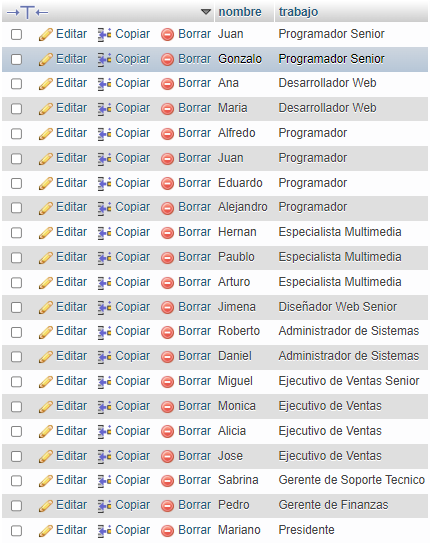 nombre trabajo
Editar Copiar Borrar Juan Programador Senior
Editar Copiar Borrar Gonzalo Programador Senior
Editar Copiar Borrar Ana Desarrollador Web
Editar Copiar Borrar Maria Desarrollador Web
Editar Copiar Borrar Alfredo Programador
Editar Copiar Borrar Juan Programador
Editar Copiar Borrar Eduardo Programador
Editar Copiar Borrar Alejandro Programador
Editar Copiar Borrar Hernan Especialista Multimedia
Editar Copiar Borrar Paublo Especialista Multimedia
Editar Copiar Borrar Arturo Especialista Multimedia
Editar Copiar Borrar Jimena Diseñador Web Senior
Editar Copiar Borrar Roberto Administrador de Sistemas
Editar Copiar Borrar Daniel Administrador de Sistemas
Editar Copiar Borrar Miguel Ejecutivo de Ventas Senior
Editar Copiar Borrar Monica Ejecutivo de Ventas
Editar Copiar Borrar Alicia Ejecutivo de Ventas
Editar Copiar Borrar Jose Ejecutivo de Ventas
Editar Copiar Borrar Sabrina Gerente de Soporte Tecnico
Editar Copiar Borrar Pedro Gerente de Finanzas
Editar Copiar Borrar Mariano Presidente